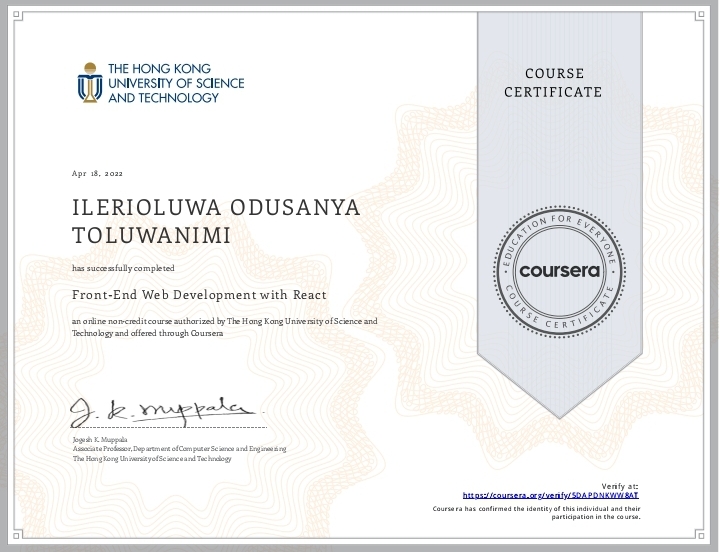 THE HONG KONG
UNIVERSITY OF SCIENCE
AND TECHNOLOGY
COURSE
CERTIFICATE
Apr 18, 2022
ILERIOLUWA ODUSANYA
TOLUWANIMI
has successfully completed
Front-End Web Development with React
an online non-credit course authorized by The Hong Kong University of Science and
Technology and offered through Coursera
EDUCATION FOR EVERYONE
coursera
COURSE CERTIFICATE
J. K. Muppala
Jogesh K. Muppala
Associate Professor, Department of Computer Science and Engineering
The Hong Kong University of Science and Technology
Verify at:
https://coursera.org/verify/5DAPDNKWW8AT
Coursera has confirmed the identity of this individual and their
participation in the course.